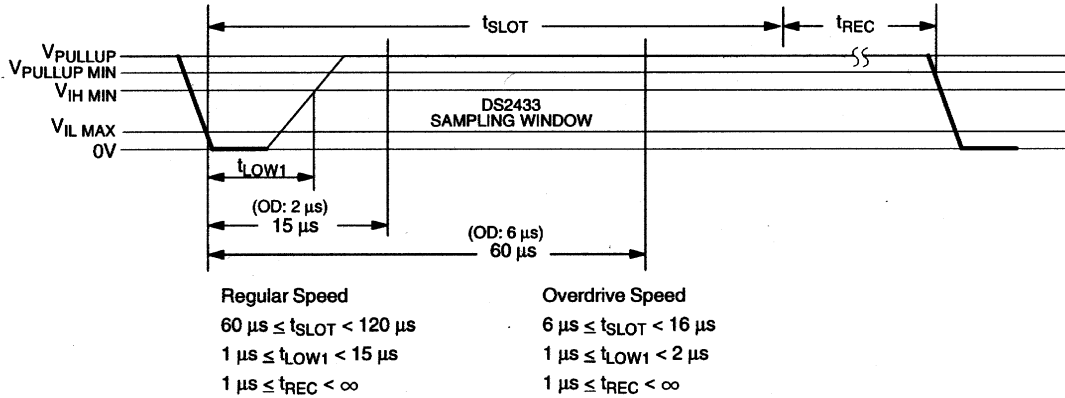 tSLOT
tREC
VPULLUP
VPULLUP MIN
VIH MIN
DS2433
SAMPLING WINDOW
VIL MAX
0V
tLOW1
(OD: 2 µs)
15 µs
(OD: 6 µs)
60 µs
Regular Speed
60 µs ≤ tSLOT < 120 µs
1 µs ≤ tLOW1 < 15 µs
1 µs ≤ tREC < ∞
Overdrive Speed
6 µs ≤ tSLOT < 16 µs
1 µs ≤ tLOW1 < 2 µs
1 µs ≤ tREC < ∞